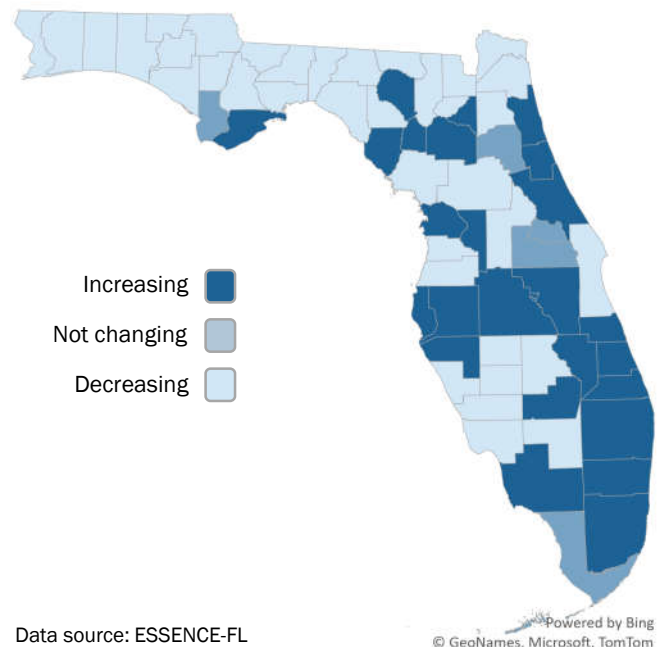 Increasing
Not changing
Decreasing
Data source: ESSENCE-FL
Powered by Bing
© GeoNames, Microsoft, TomTom